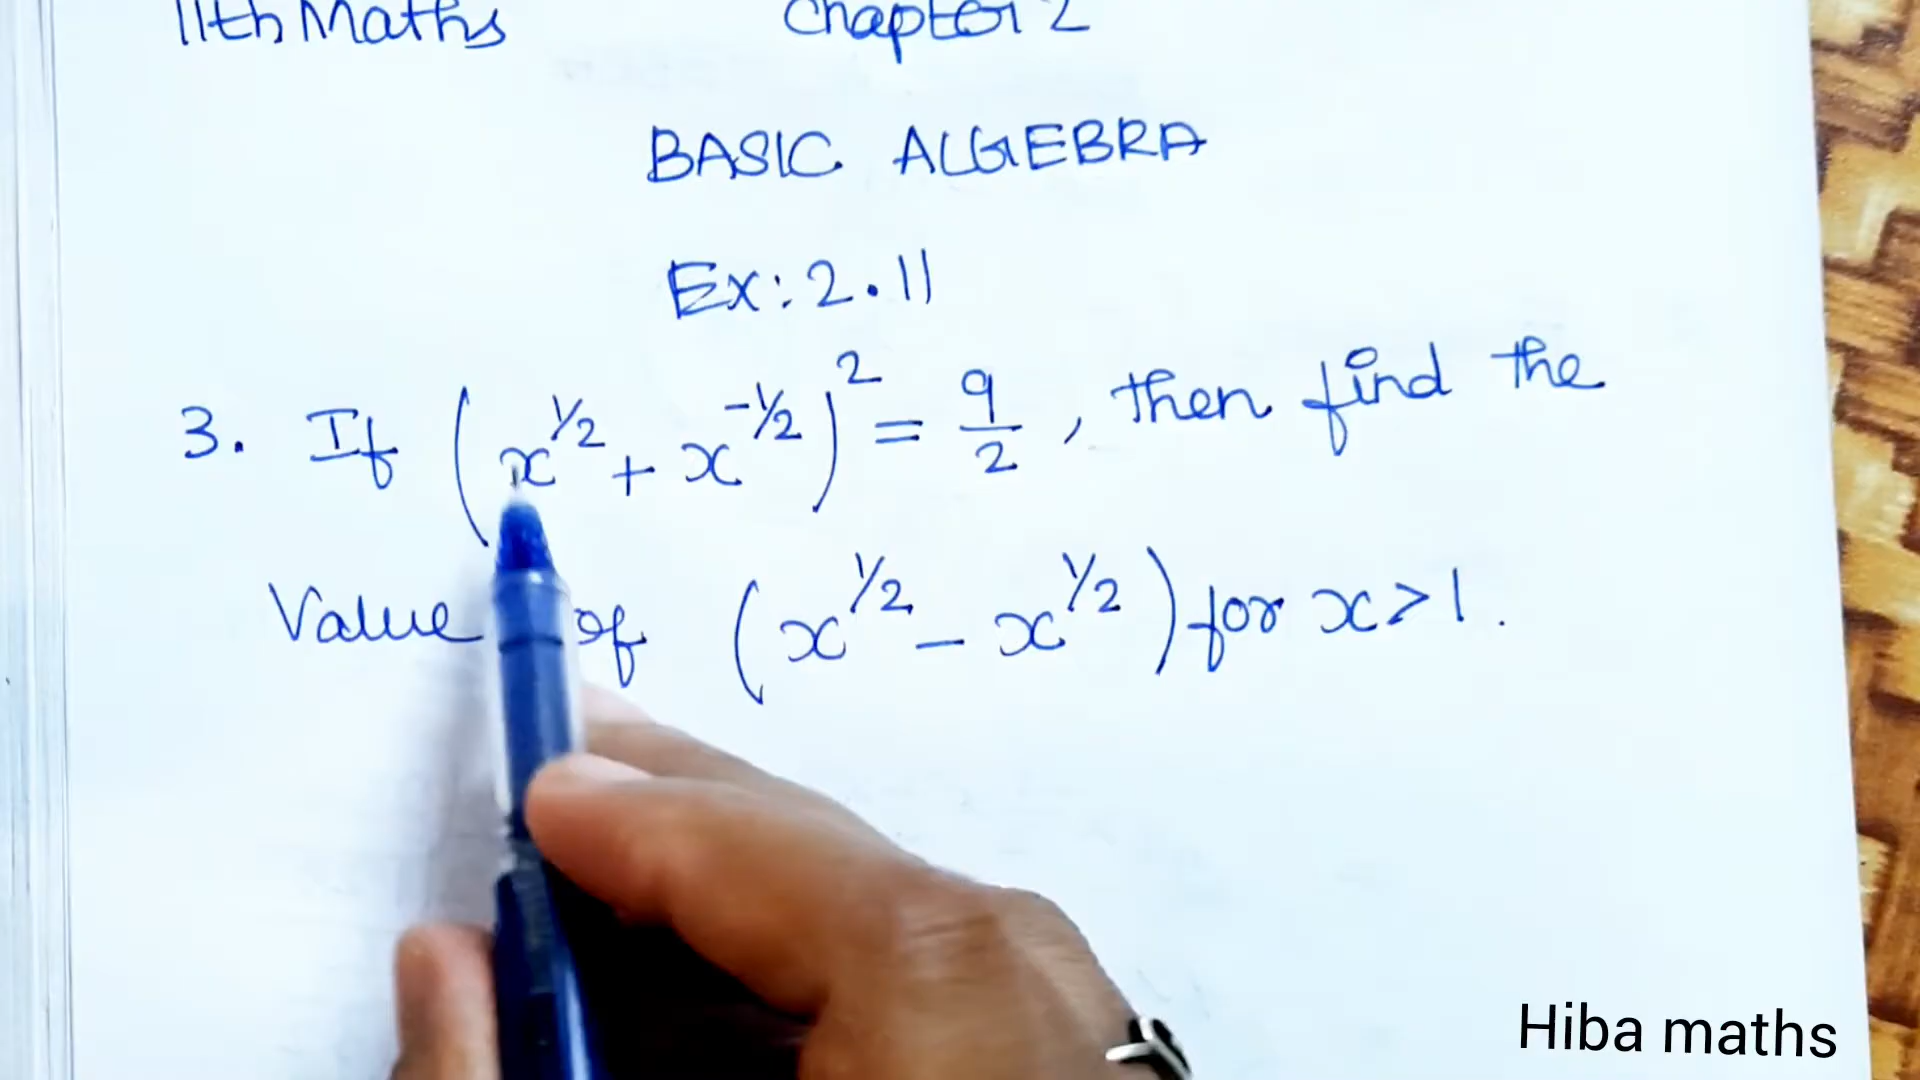 11th Maths Chapter 2
BASIC ALGEBRA
Ex: 2.11
3. If (x^{1/2} + x^{-1/2})^2 = 9/2, then find the
Value of (x^{1/2} - x^{1/2}) for x > 1.
Hiba maths